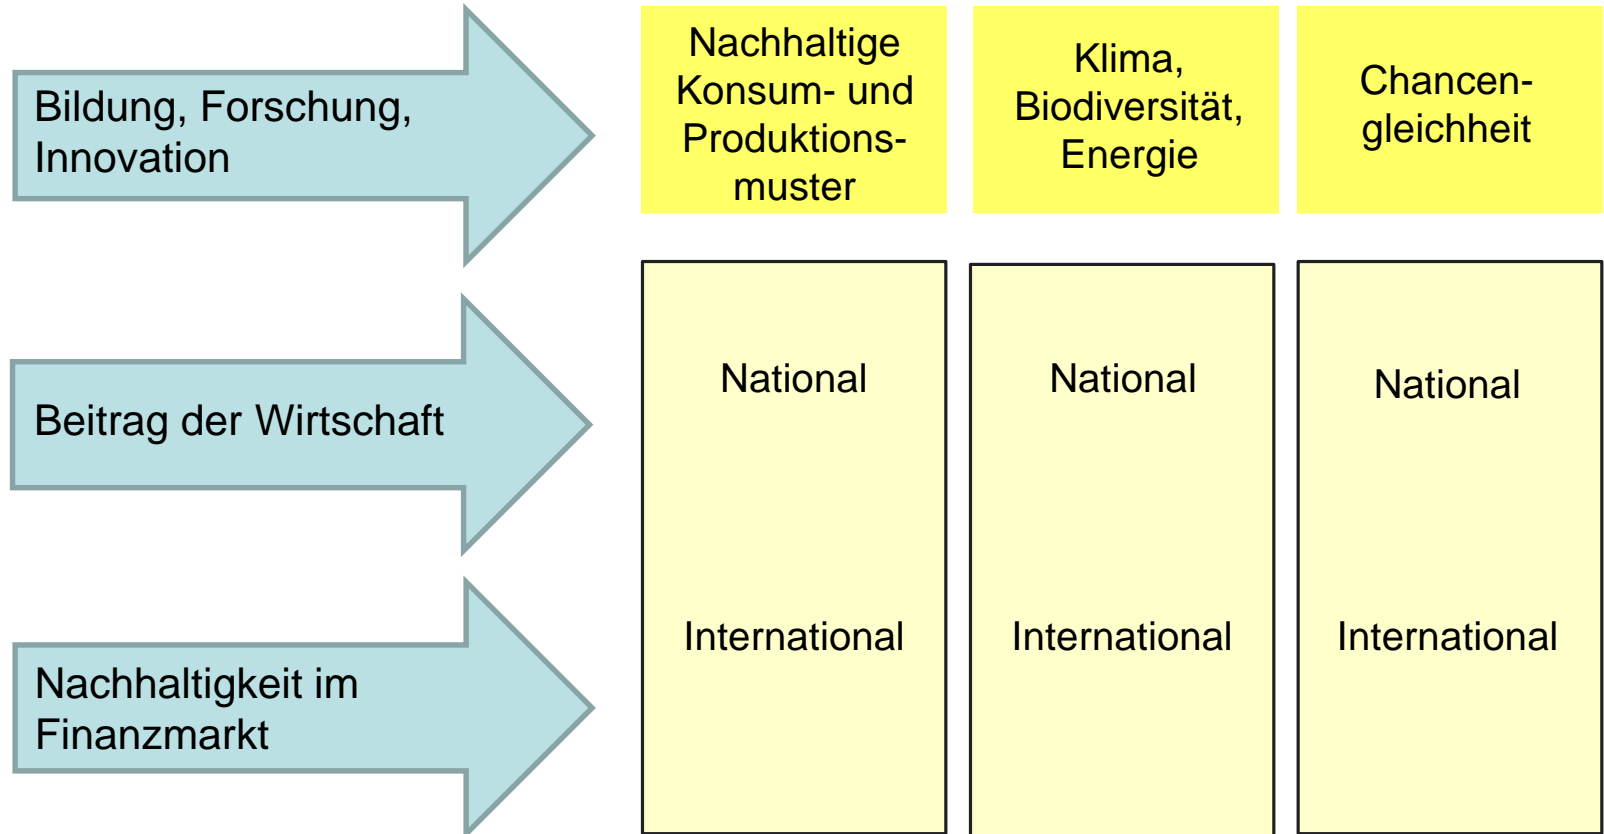 Bildung, Forschung,
Innovation
Nachhaltige
Konsum- und
Produktions-
muster
Klima,
Biodiversität,
Energie
Chancen-
gleichheit
Beitrag der Wirtschaft
National
National
National
Nachhaltigkeit im
Finanzmarkt
International
International
International